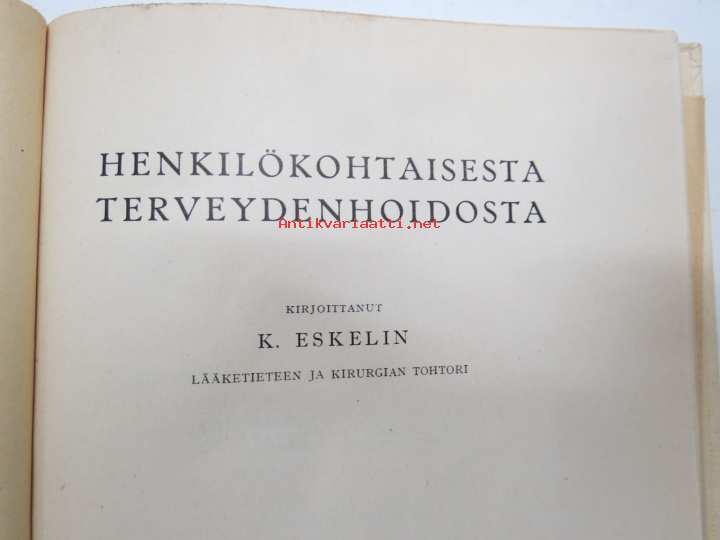 HENKILÖKOHTAISESTA
TERVEYDENHOIDOSTA
Antikvariaatti.net
KIRJOITTANUT
K. ESKELIN
LÄÄKETIETEEN JA KIRURGIAN TOHTORI